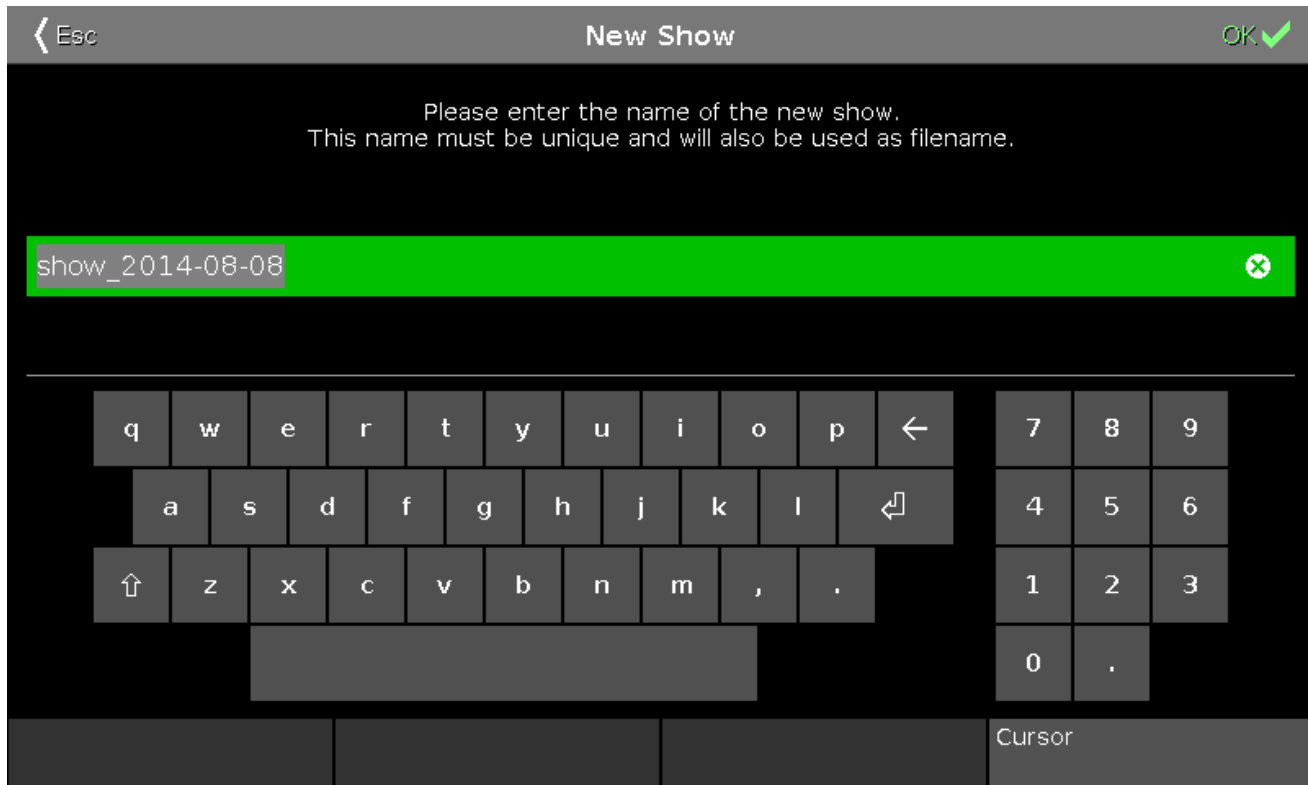 Esc New Show OK
Please enter the name of the new show.
This name must be unique and will also be used as filename.
show_2014-08-08
q w e r t y u i o p ← 7 8 9
a s d f g h j k l 4 5 6
z x c v b n m , . 1 2 3
0 .
Cursor